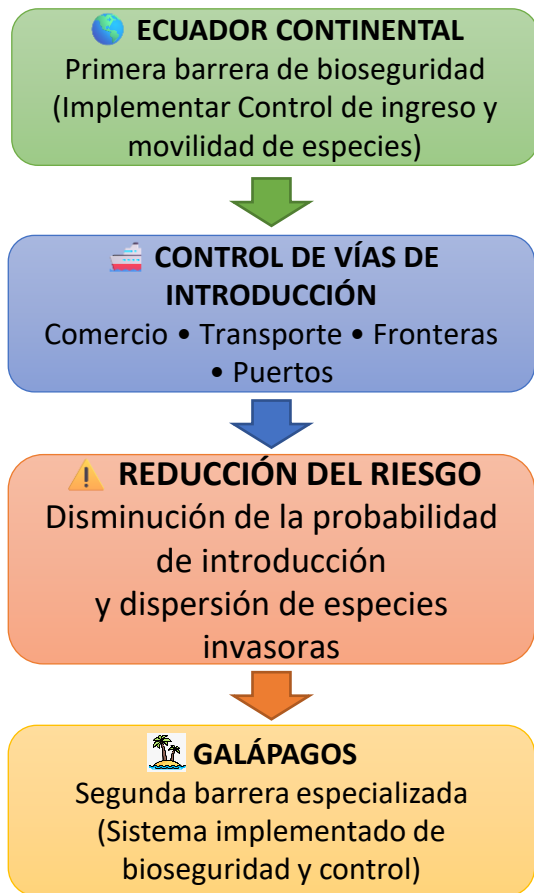 ECUADOR CONTINENTAL
Primera barrera de bioseguridad
(Implementar Control de ingreso y
movilidad de especies)
CONTROL DE VÍAS DE
INTRODUCCIÓN
Comercio • Transporte • Fronteras
• Puertos
REDUCCIÓN DEL RIESGO
Disminución de la probabilidad
de introducción
y dispersión de especies
invasoras
GALÁPAGOS
Segunda barrera especializada
(Sistema implementado de
bioseguridad y control)